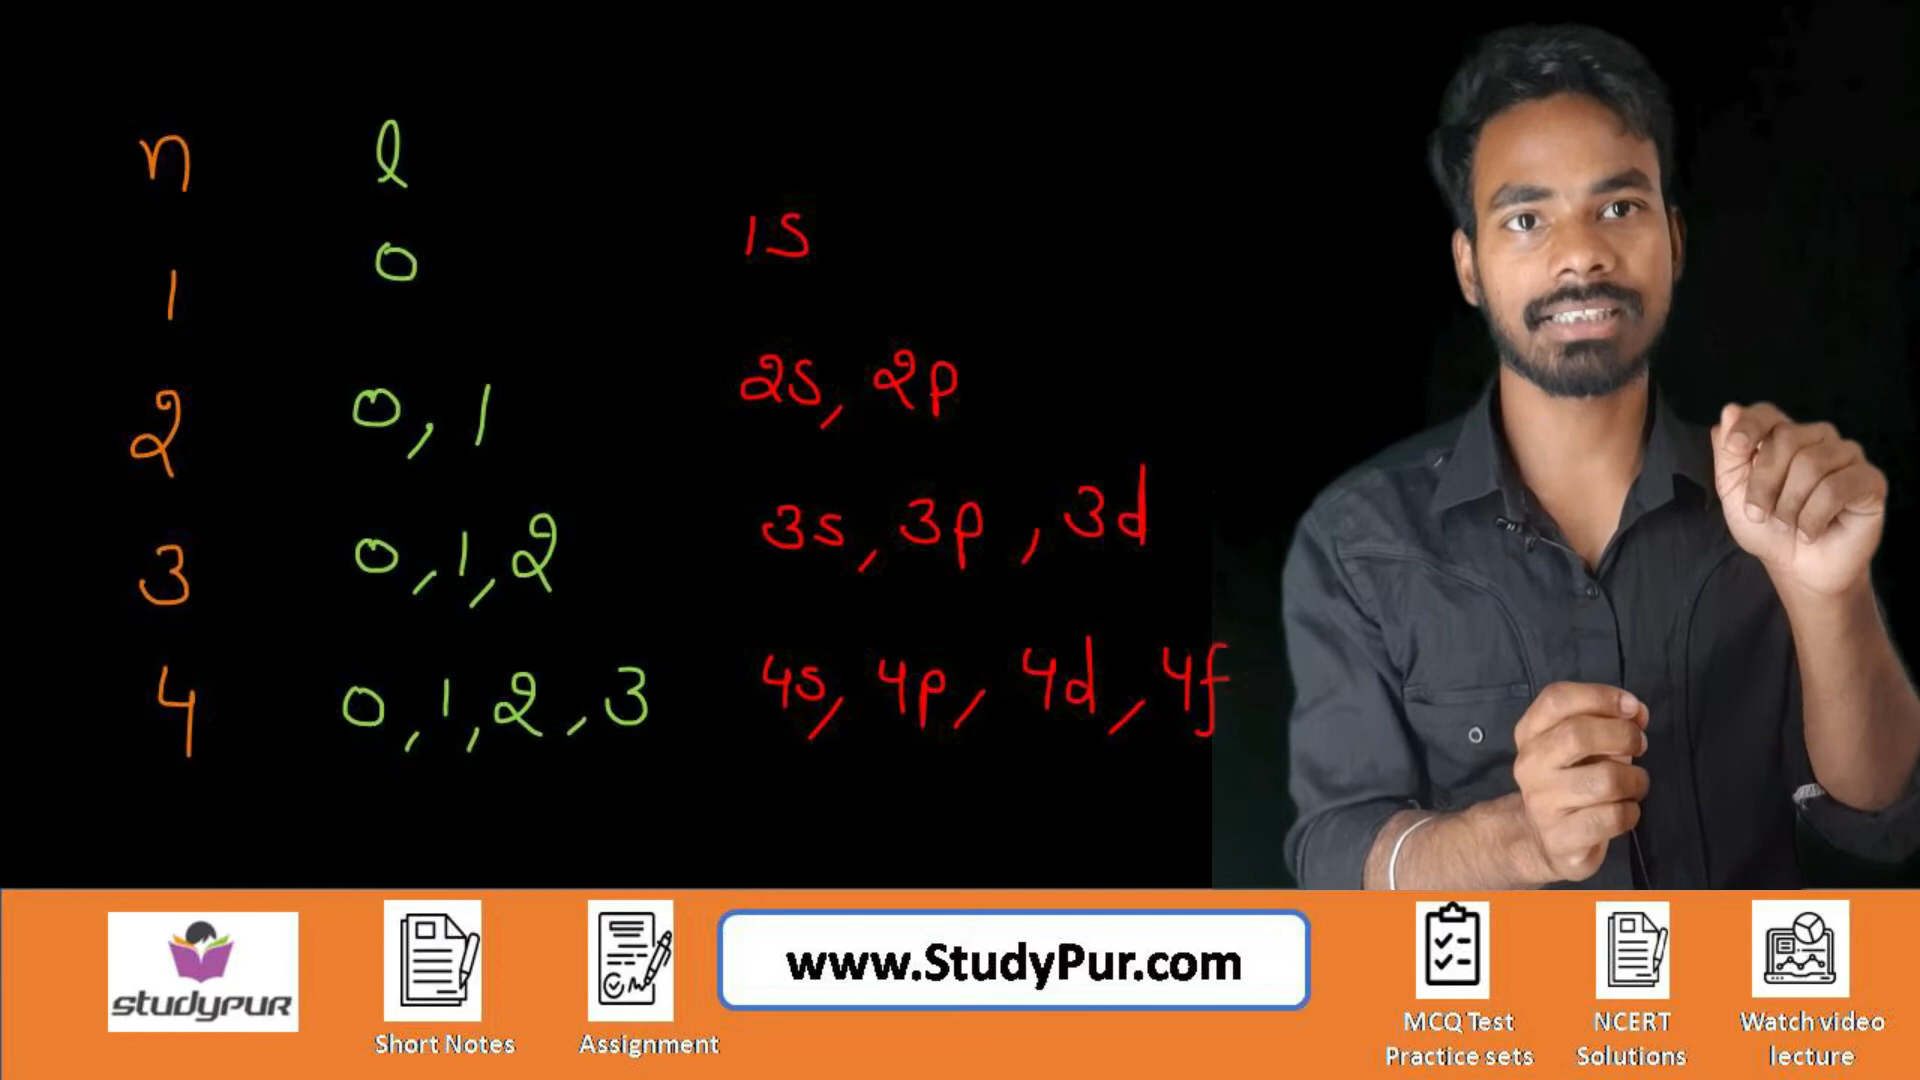 n l
1 0 1s
2 0, 1 2s, 2p
3 0, 1, 2 3s, 3p, 3d
4 0, 1, 2, 3 4s, 4p, 4d, 4f
studypur
Short Notes
Assignment
www.StudyPur.com
MCQ Test
Practice sets
NCERT
Solutions
Watch video
lecture